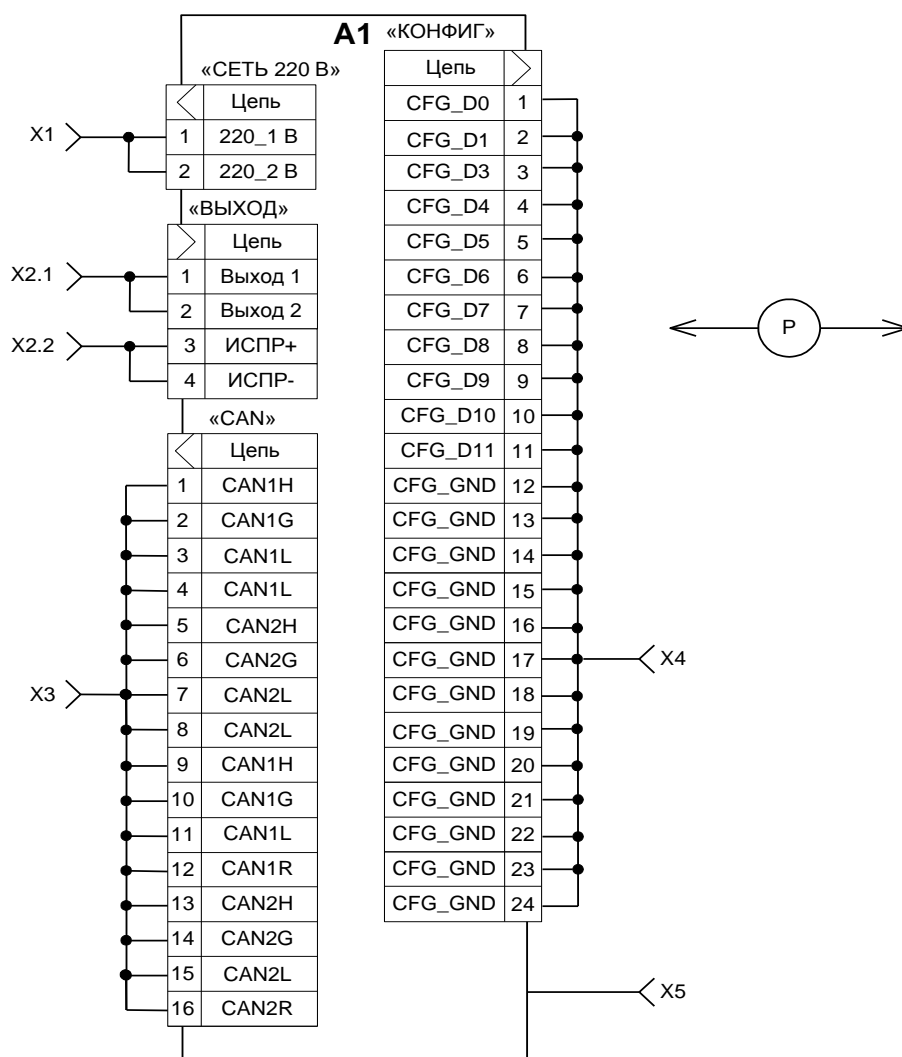 A1 «КОНФИГ»
«СЕТЬ 220 В»
Цепь
X1
1 220_1 В
2 220_2 В
«ВЫХОД»
Цепь
X2.1
1 Выход 1
2 Выход 2
X2.2
3 ИСПР+
4 ИСПР-
«CAN»
Цепь
1 CAN1H
2 CAN1G
3 CAN1L
4 CAN1L
5 CAN2H
6 CAN2G
X3
7 CAN2L
8 CAN2L
9 CAN1H
10 CAN1G
11 CAN1L
12 CAN1R
13 CAN2H
14 CAN2G
15 CAN2L
16 CAN2R
Цепь
CFG_D0 1
CFG_D1 2
CFG_D3 3
CFG_D4 4
CFG_D5 5
CFG_D6 6
CFG_D7 7
CFG_D8 8
CFG_D9 9
CFG_D10 10
CFG_D11 11
CFG_GND 12
CFG_GND 13
CFG_GND 14
CFG_GND 15
CFG_GND 16
CFG_GND 17
X4
CFG_GND 18
CFG_GND 19
CFG_GND 20
CFG_GND 21
CFG_GND 22
CFG_GND 23
CFG_GND 24
X5
P